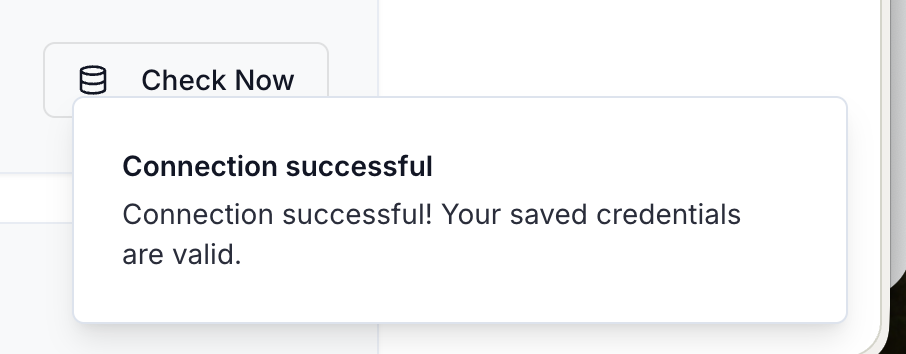 Check Now
Connection successful
Connection successful! Your saved credentials
are valid.